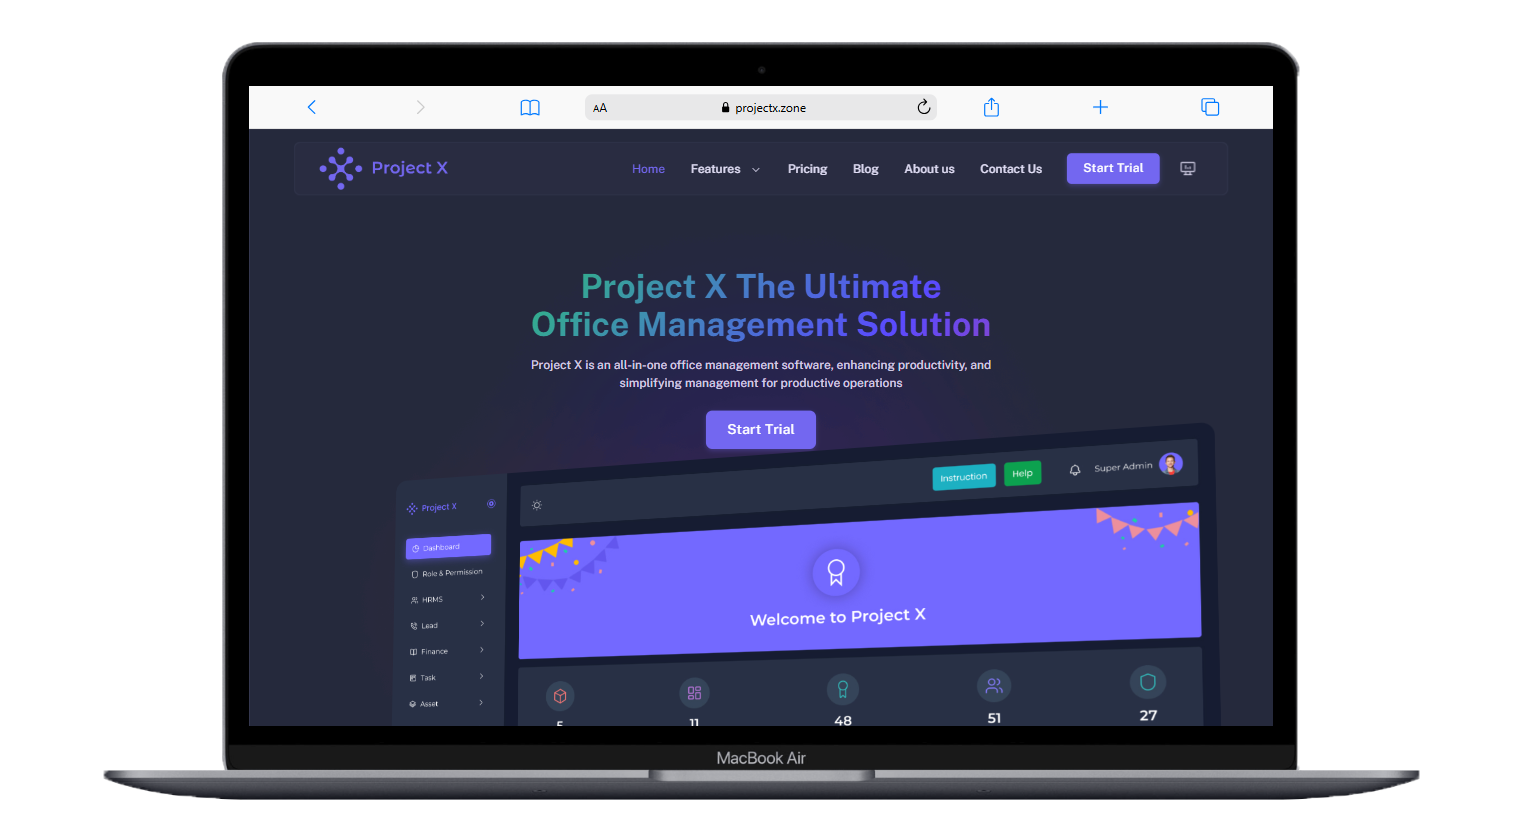 AA
projectx.zone
Project X
Home Features Pricing Blog About us Contact Us Start Trial
Project X The Ultimate
Office Management Solution
Project X is an all-in-one office management software, enhancing productivity, and
simplifying management for productive operations
Start Trial
Project X
Dashboard
Role & Permission
HRMS
Lead
Finance
Task
Asset
Instruction Help Super Admin
Welcome to Project X
5 11 48 51 27
MacBook Air